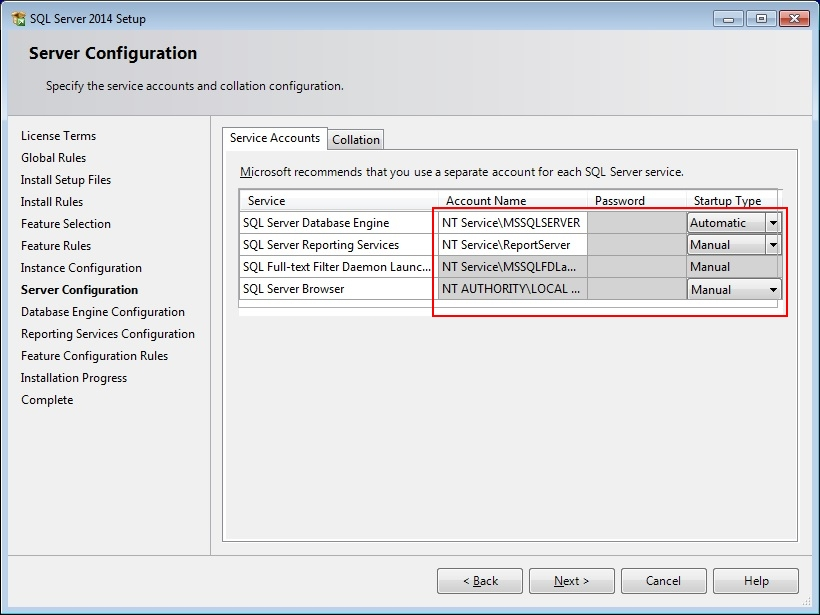 SQL Server 2014 Setup
Server Configuration
Specify the service accounts and collation configuration.
License Terms
Global Rules
Install Setup Files
Install Rules
Feature Selection
Feature Rules
Instance Configuration
Server Configuration
Database Engine Configuration
Reporting Services Configuration
Feature Configuration Rules
Installation Progress
Complete
Service Accounts Collation
Microsoft recommends that you use a separate account for each SQL Server service.
Service Account Name Password Startup Type
SQL Server Database Engine NT Service\MSSQLSERVER Automatic
SQL Server Reporting Services NT Service\ReportServer Manual
SQL Full-text Filter Daemon Launc... NT Service\MSSQLFDLa... Manual
SQL Server Browser NT AUTHORITY\LOCAL ... Manual
< Back Next > Cancel Help